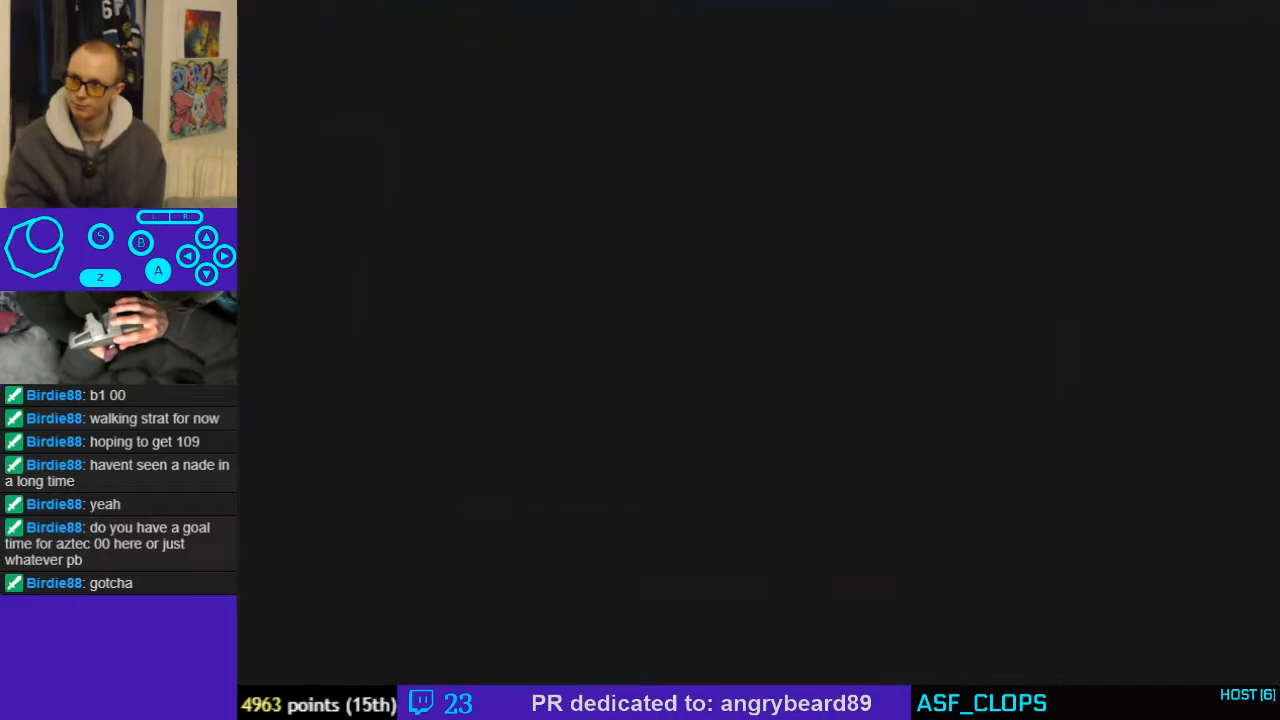 L R
S
B
Z
A
Birdie88: b1 00
Birdie88: walking strat for now
Birdie88: hoping to get 109
Birdie88: havent seen a nade in
a long time
Birdie88: yeah
Birdie88: do you have a goal
time for aztec 00 here or just
whatever pb
Birdie88: gotcha
4963 points (15th)
23
PR dedicated to: angrybeard89
ASF_CLOPS
HOST [6]